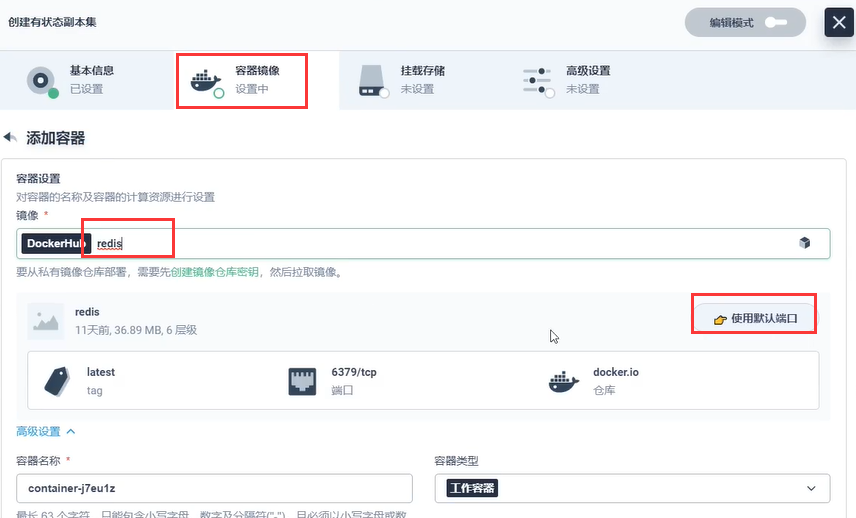 创建有状态副本集
编辑模式
基本信息
已设置
容器镜像
设置中
挂载存储
未设置
高级设置
未设置
添加容器
容器设置
对容器的名称及容器的计算资源进行设置
镜像 *
DockerHub redis
要从私有镜像仓库部署，需要先创建镜像仓库密钥，然后拉取镜像。
redis
11天前, 36.89 MB, 6 层级
👉 使用默认端口
latest
tag
6379/tcp
端口
docker.io
仓库
高级设置
容器名称 *
容器类型
container-j7eu1z
工作容器
最长 63 个字符，只能包含小写字母、数字及分隔符("-")，且必须以小写字母或数